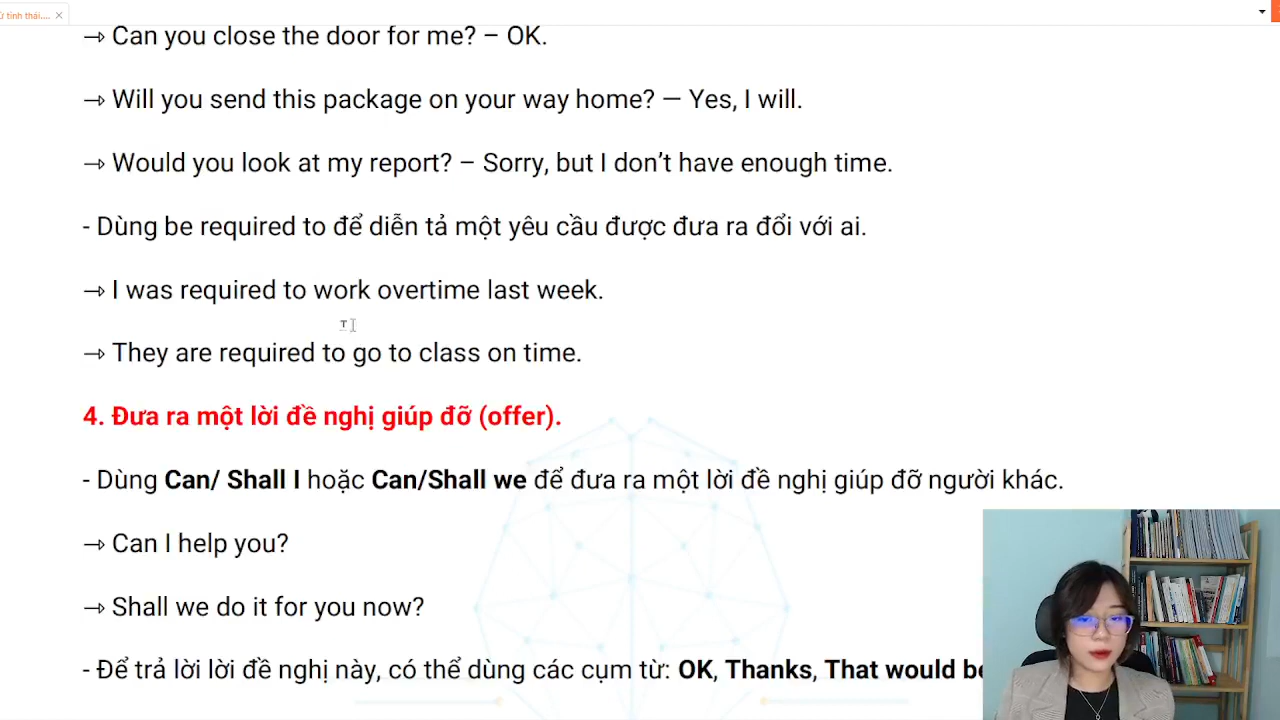 ừ tình thái....
→ Can you close the door for me? – OK.
→ Will you send this package on your way home? — Yes, I will.
→ Would you look at my report? – Sorry, but I don’t have enough time.
- Dùng be required to để diễn tả một yêu cầu được đưa ra đổi với ai.
→ I was required to work overtime last week.
→ They are required to go to class on time.
4. Đưa ra một lời đề nghị giúp đỡ (offer).
- Dùng Can/ Shall I hoặc Can/Shall we để đưa ra một lời đề nghị giúp đỡ người khác.
→ Can I help you?
→ Shall we do it for you now?
- Để trả lời lời đề nghị này, có thể dùng các cụm từ: OK, Thanks, That would be